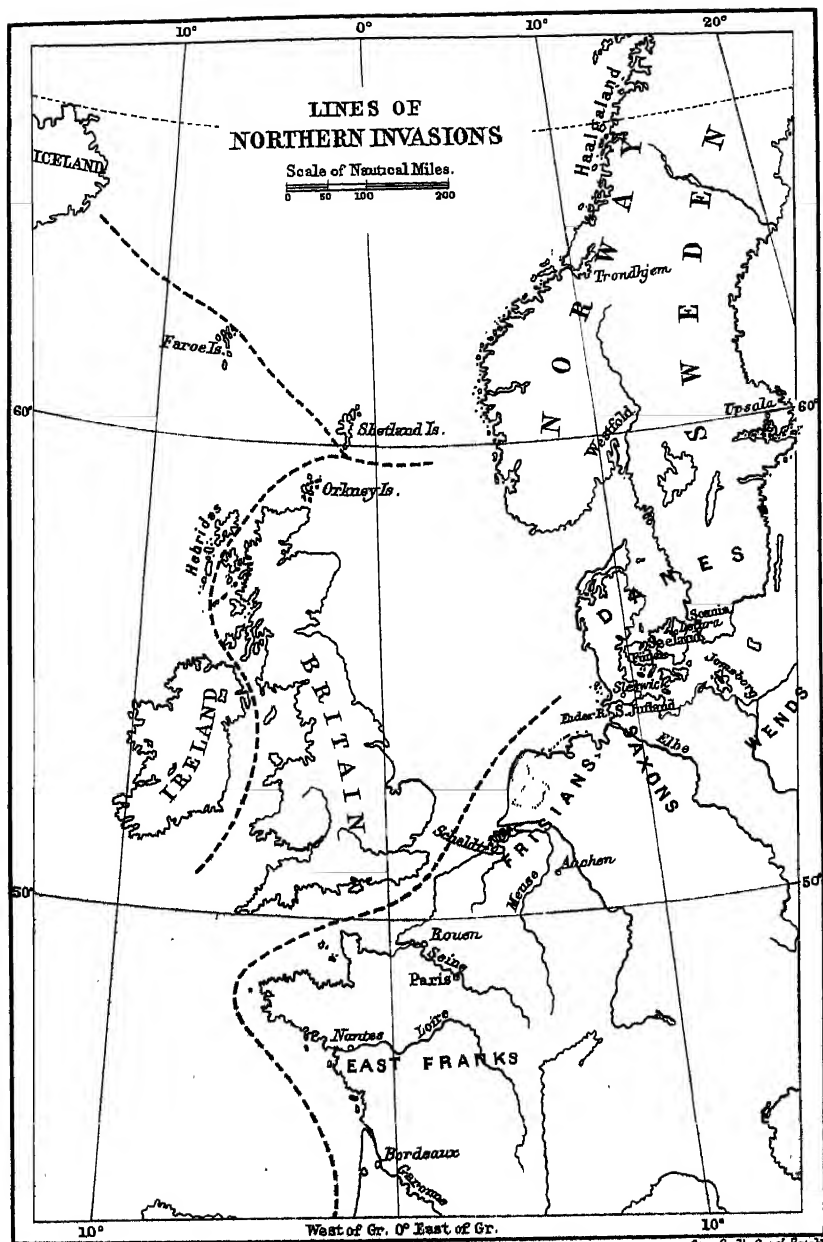 10° 0° 10° 20°
LINES OF
NORTHERN INVASIONS
Scale of Nautical Miles.
0 50 100 200
ICELAND
Haalgaland
NORWAY
SWEDEN
Trondhjem
Faroe Is.
60°
Shetland Is.
Westfold
Upsala
60°
Orkney Is.
Hebrides
DANES
Scania
Seeland
Funen
Sleswick
Jomsborg
Eider R.
S. Jutland
BRITAIN
IRELAND
WENDS
SAXONS
Elbe
FRISIANS
Scheldt
Aachen
Meuse
50°
50°
Rouen
Seine
Paris
Nantes
Loire
EAST FRANKS
Bordeaux
Garonne
10° West of Gr. 0° East of Gr. 10°